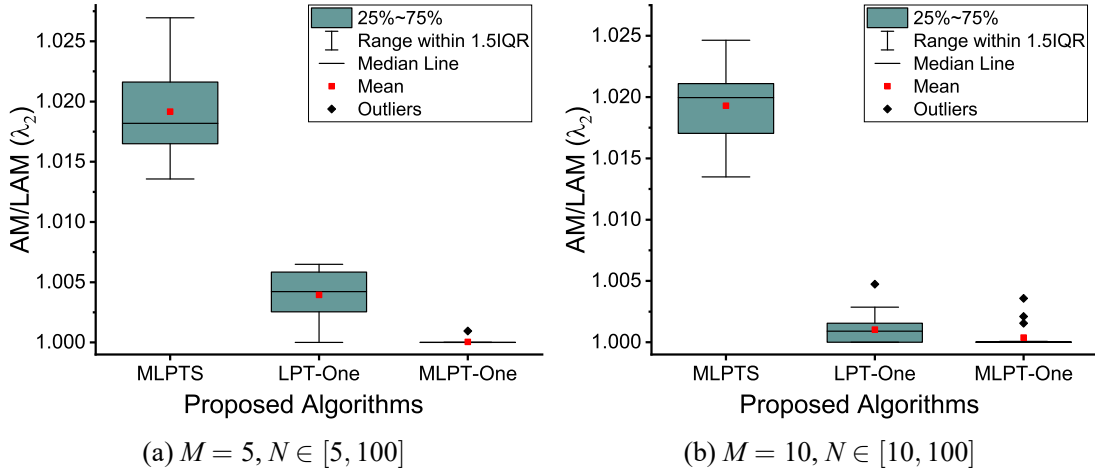 1.025
1.020
1.015
1.010
1.005
1.000
AM/LAM (λ₂)
25%~75%
Range within 1.5IQR
Median Line
Mean
Outliers
MLPTS LPT-One MLPT-One
Proposed Algorithms
(a) M = 5, N ∈ [5, 100]
1.025
1.020
1.015
1.010
1.005
1.000
AM/LAM (λ₂)
25%~75%
Range within 1.5IQR
Median Line
Mean
Outliers
MLPTS LPT-One MLPT-One
Proposed Algorithms
(b) M = 10, N ∈ [10, 100]